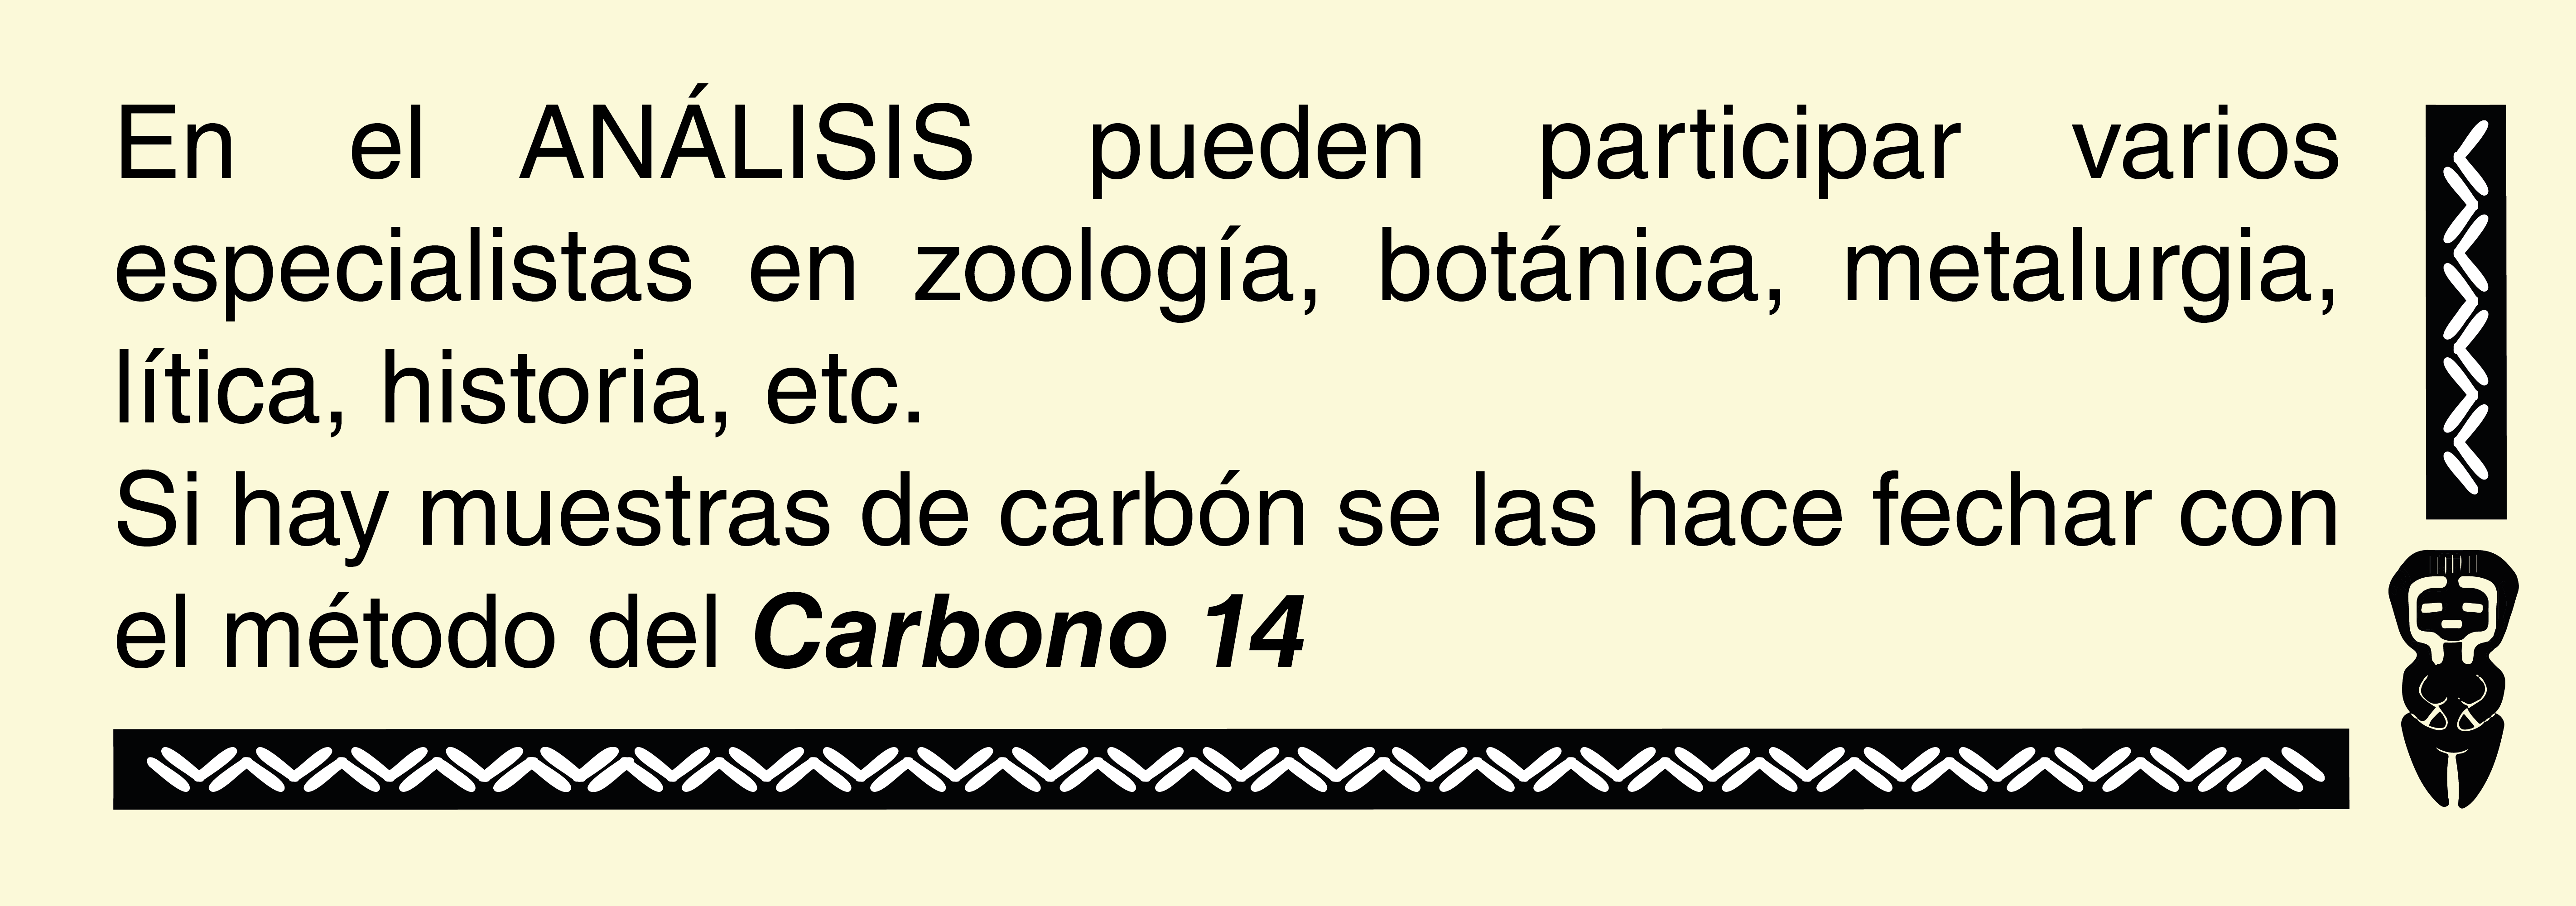 En el ANÁLISIS pueden participar varios
especialistas en zoología, botánica, metalurgia,
lítica, historia, etc.
Si hay muestras de carbón se las hace fechar con
el método del Carbono 14